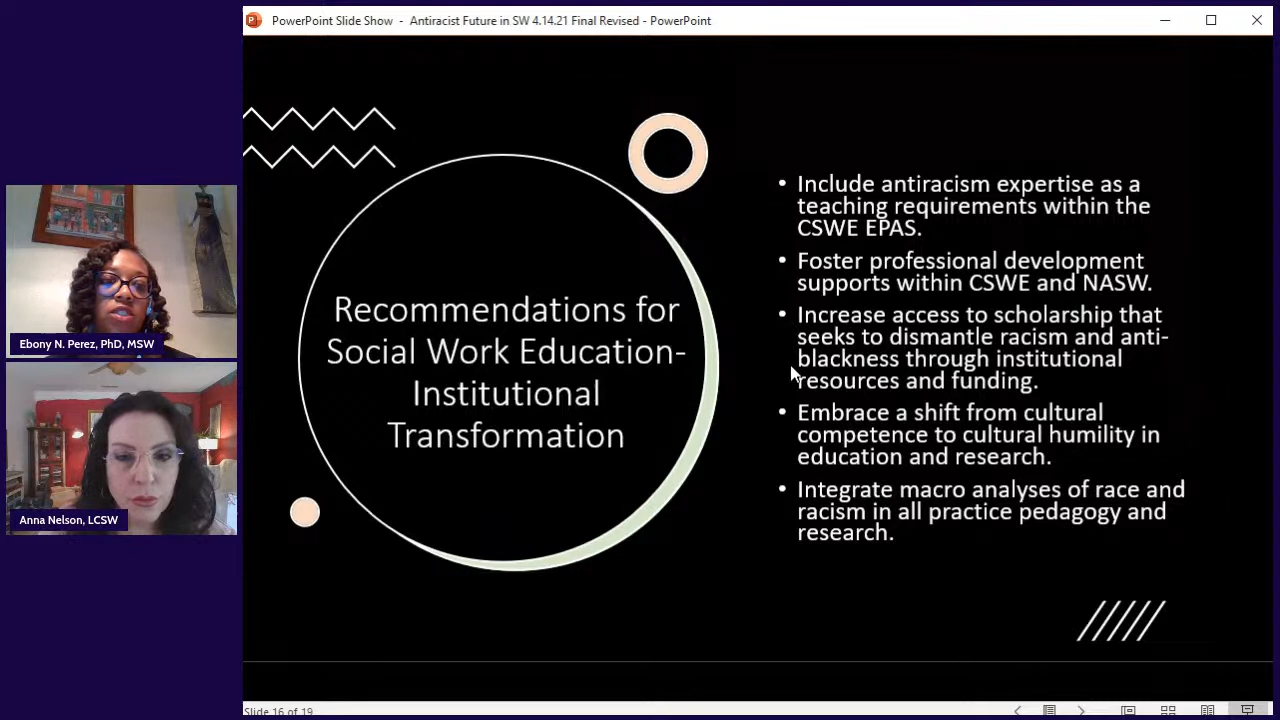 PowerPoint Slide Show - Antiracist Future in SW 4.14.21 Final Revised - PowerPoint
Ebony N. Perez, PhD, MSW
Anna Nelson, LCSW
Recommendations for
Social Work Education-
Institutional
Transformation
• Include antiracism expertise as a
teaching requirements within the
CSWE EPAS.
• Foster professional development
supports within CSWE and NASW.
• Increase access to scholarship that
seeks to dismantle racism and anti-
blackness through institutional
resources and funding.
• Embrace a shift from cultural
competence to cultural humility in
education and research.
• Integrate macro analyses of race and
racism in all practice pedagogy and
research.
Slide 16 of 19